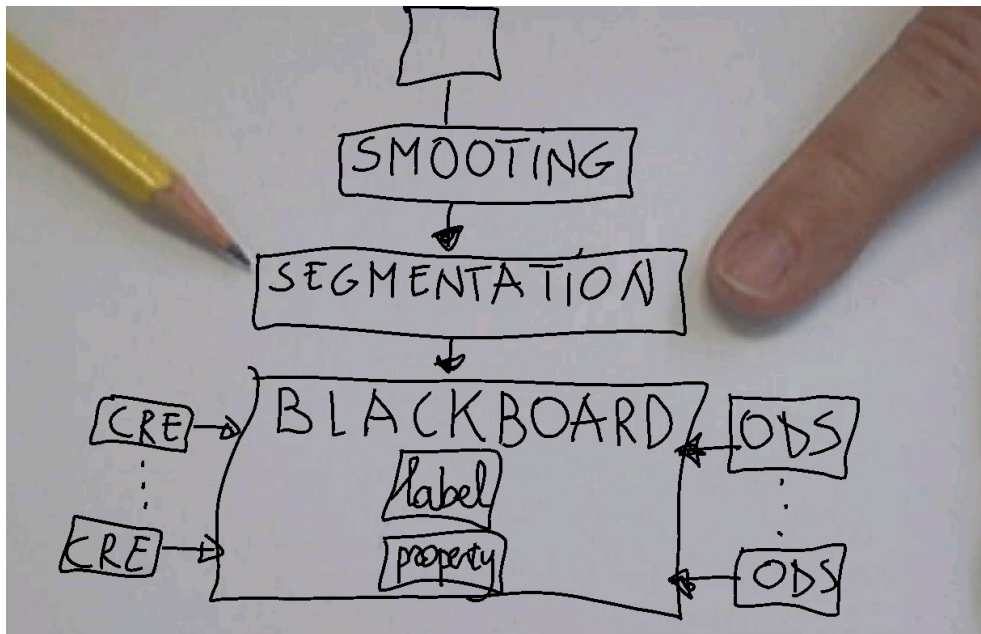 SMOOTING
SEGMENTATION
BLACKBOARD
CRE
ODS
label
CRE
property
ODS